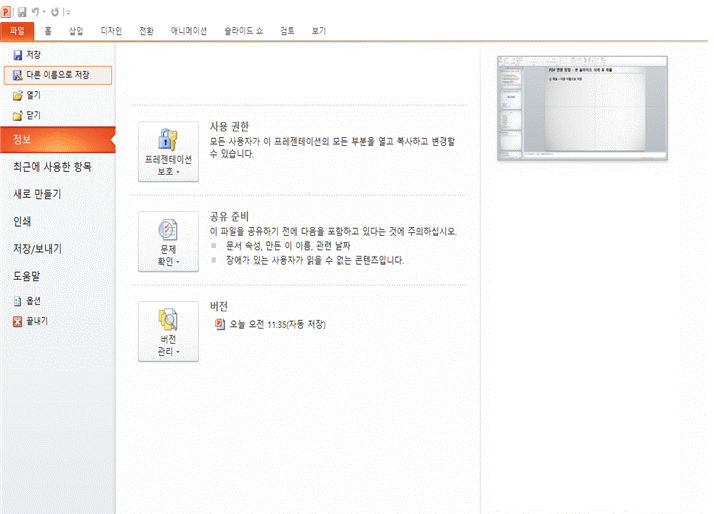 파일 홈 삽입 디자인 전환 애니메이션 슬라이드 쇼 검토 보기
저장
다른 이름으로 저장
열기
닫기
정보
최근에 사용한 항목
새로 만들기
인쇄
저장/보내기
도움말
옵션
끝내기
프레젠테이션
보호
사용 권한
모든 사용자가 이 프레젠테이션의 모든 부분을 열고 복사하고 변경할
수 있습니다.
문제
확인
공유 준비
이 파일을 공유하기 전에 다음을 포함하고 있다는 것에 주의하십시오.
문서 속성, 만든 이 이름, 관련 날짜
장애가 있는 사용자가 읽을 수 없는 콘텐츠입니다.
버전
관리
버전
오늘 오전 11:35(자동 저장)